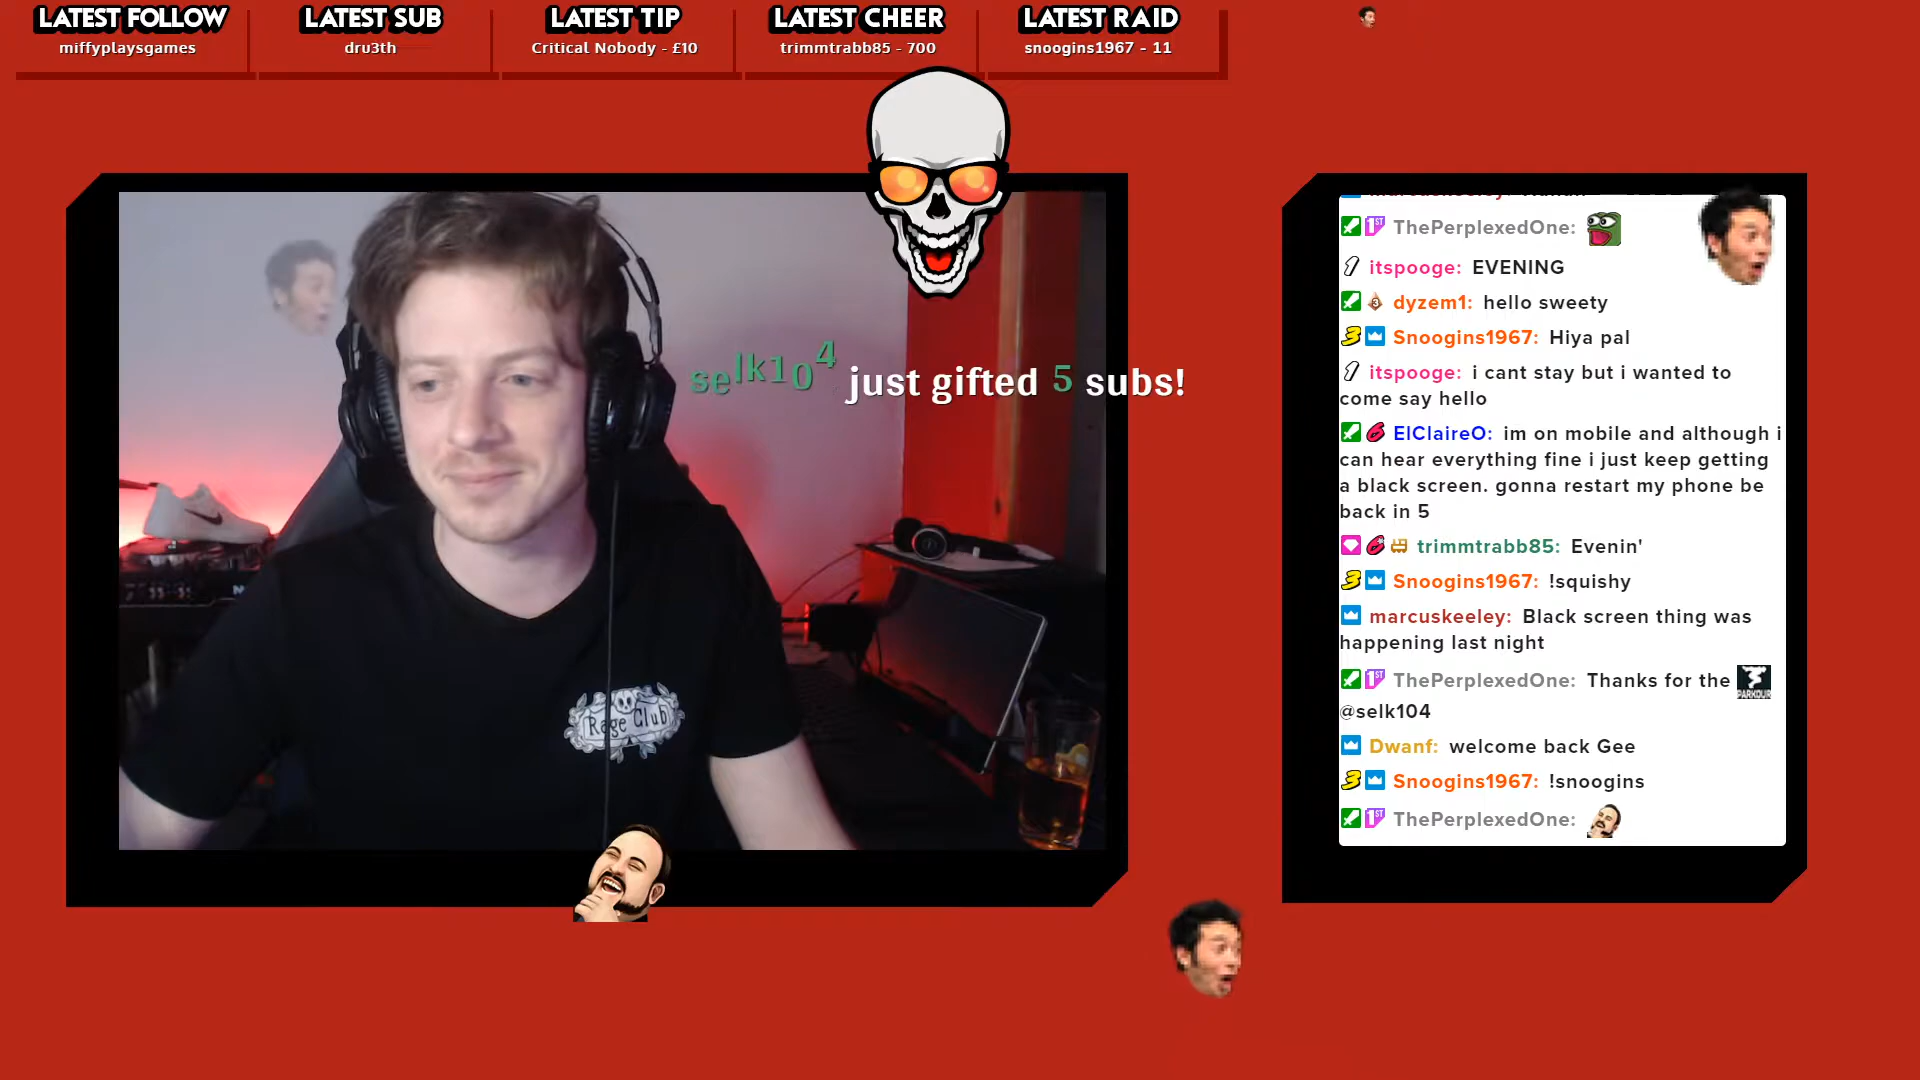 LATEST FOLLOW
miffyplaysgames
LATEST SUB
dru3th
LATEST TIP
Critical Nobody - £10
LATEST CHEER
trimmtrabb85 - 700
LATEST RAID
snoogins1967 - 11
selk104 just gifted 5 subs!
Rage Club
ThePerplexedOne:
itspooge: EVENING
dyzem1: hello sweety
Snoogins1967: Hiya pal
itspooge: i cant stay but i wanted to
come say hello
ElClaireO: im on mobile and although i
can hear everything fine i just keep getting
a black screen. gonna restart my phone be
back in 5
trimmtrabb85: Evenin'
Snoogins1967: !squishy
marcuskeeley: Black screen thing was
happening last night
ThePerplexedOne: Thanks for the PARKOUR
@selk104
Dwanf: welcome back Gee
Snoogins1967: !snoogins
ThePerplexedOne: